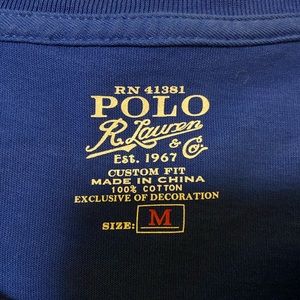 RN 41381
POLO
R. Lauren
& Co.
Est. 1967
CUSTOM FIT
MADE IN CHINA
100% COTTON
EXCLUSIVE OF DECORATION
SIZE: M